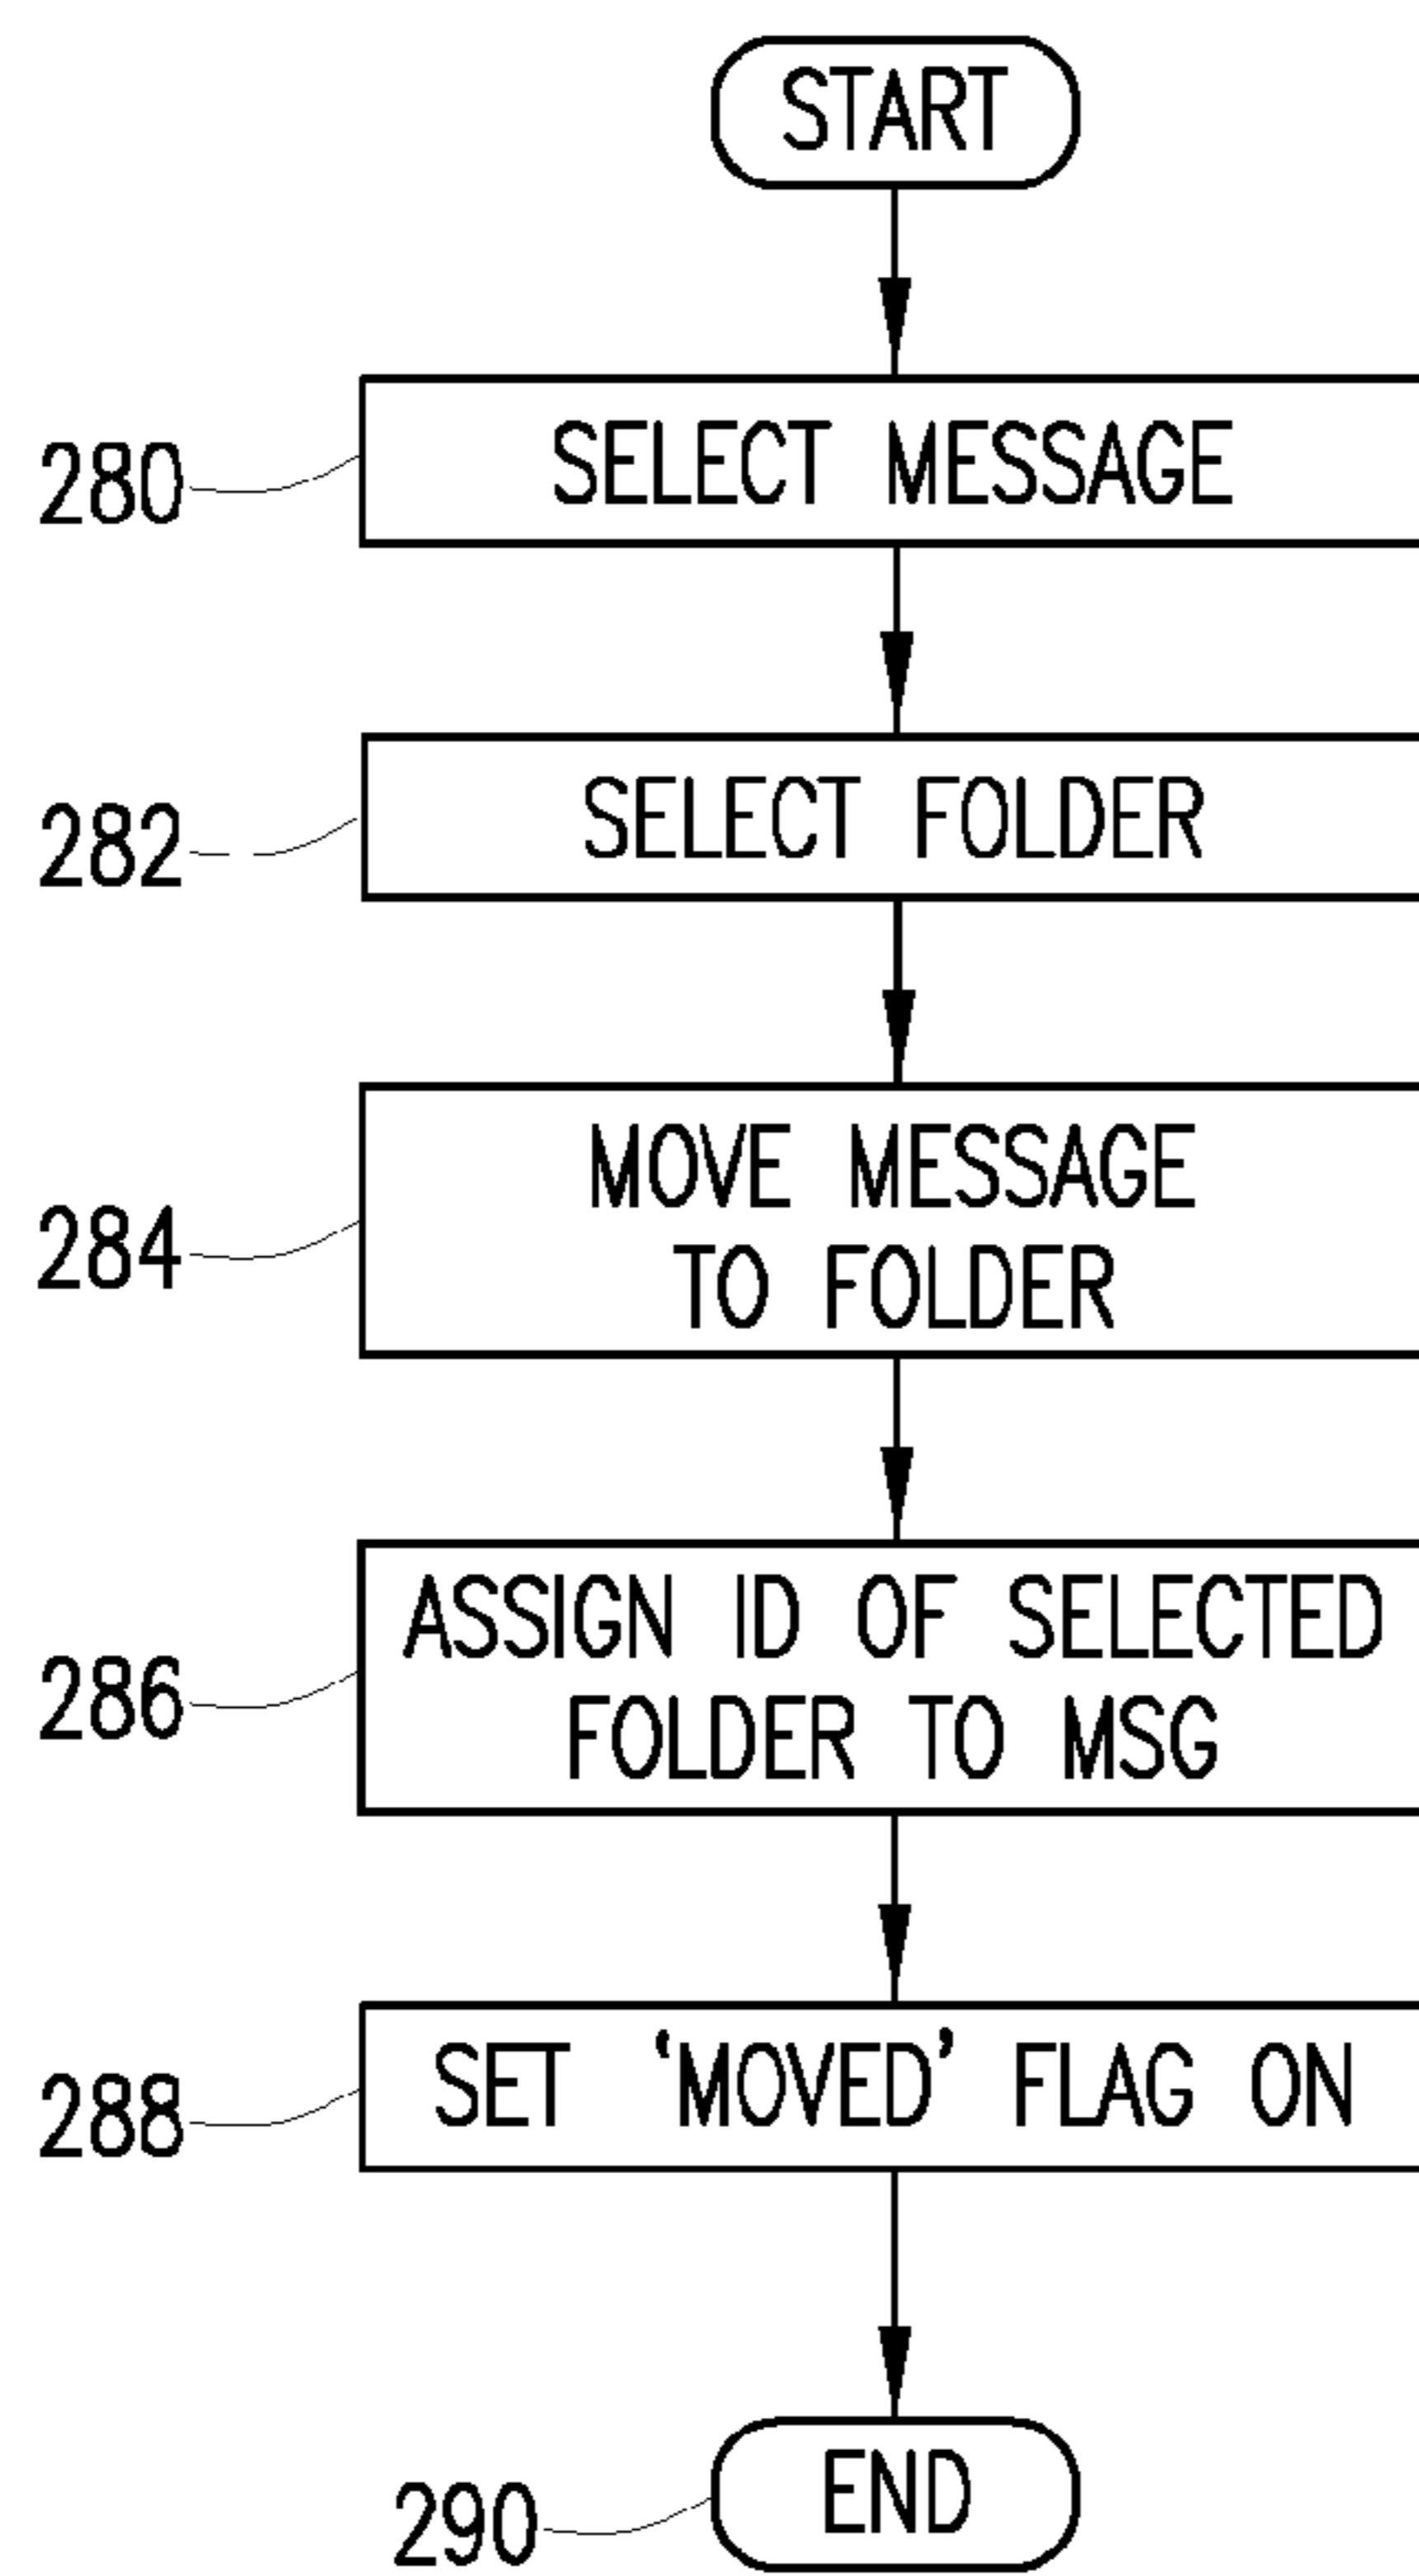 START
280
SELECT MESSAGE
282
SELECT FOLDER
284
MOVE MESSAGE
TO FOLDER
286
ASSIGN ID OF SELECTED
FOLDER TO MSG
288
SET ‘MOVED’ FLAG ON
290
END